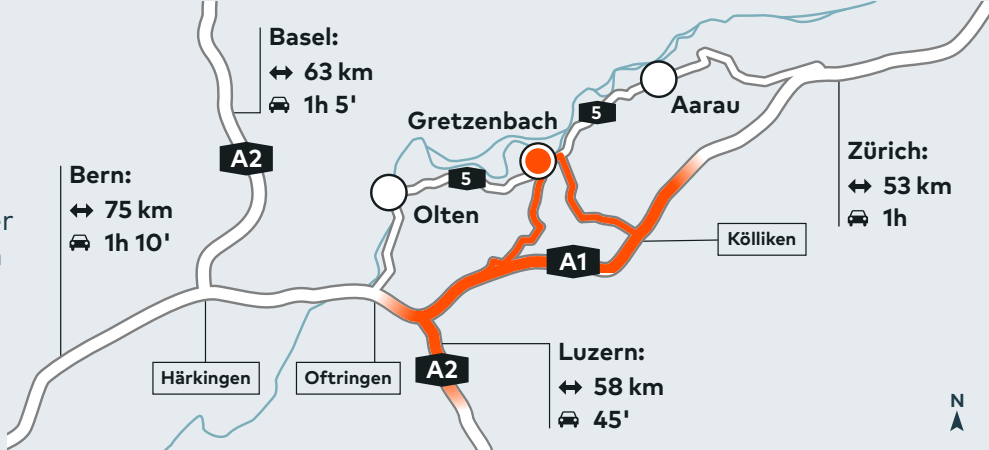 Basel:
63 km
1h 5'
A2
Bern:
75 km
1h 10'
Gretzenbach
5
5
Aarau
Olten
Zürich:
53 km
1h
Kölliken
A1
Härkingen
Oftringen
A2
Luzern:
58 km
45'
N